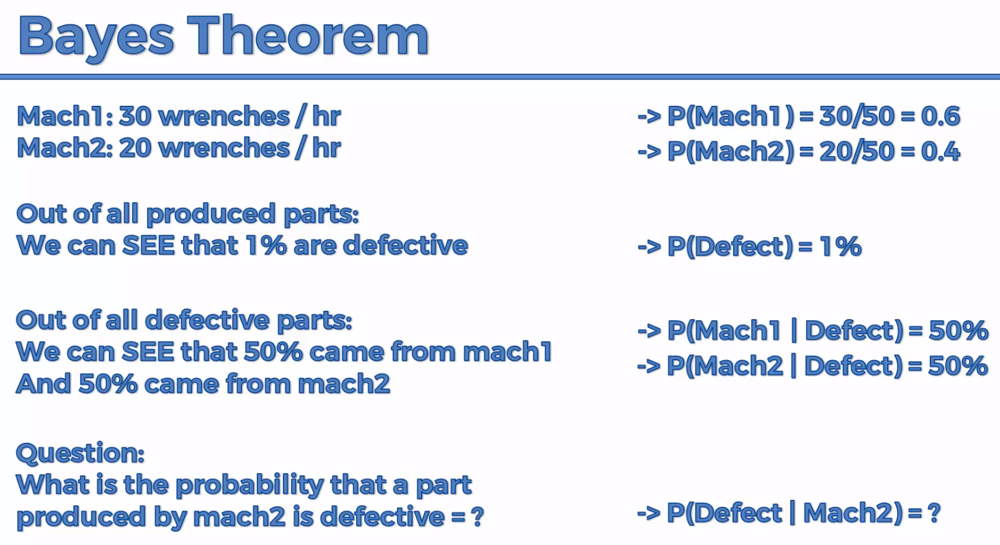 Bayes Theorem
Mach1: 30 wrenches / hr
Mach2: 20 wrenches / hr
-> P(Mach1) = 30/50 = 0.6
-> P(Mach2) = 20/50 = 0.4
Out of all produced parts:
We can SEE that 1% are defective
-> P(Defect) = 1%
Out of all defective parts:
We can SEE that 50% came from mach1
And 50% came from mach2
-> P(Mach1 | Defect) = 50%
-> P(Mach2 | Defect) = 50%
Question:
What is the probability that a part
produced by mach2 is defective = ?
-> P(Defect | Mach2) = ?